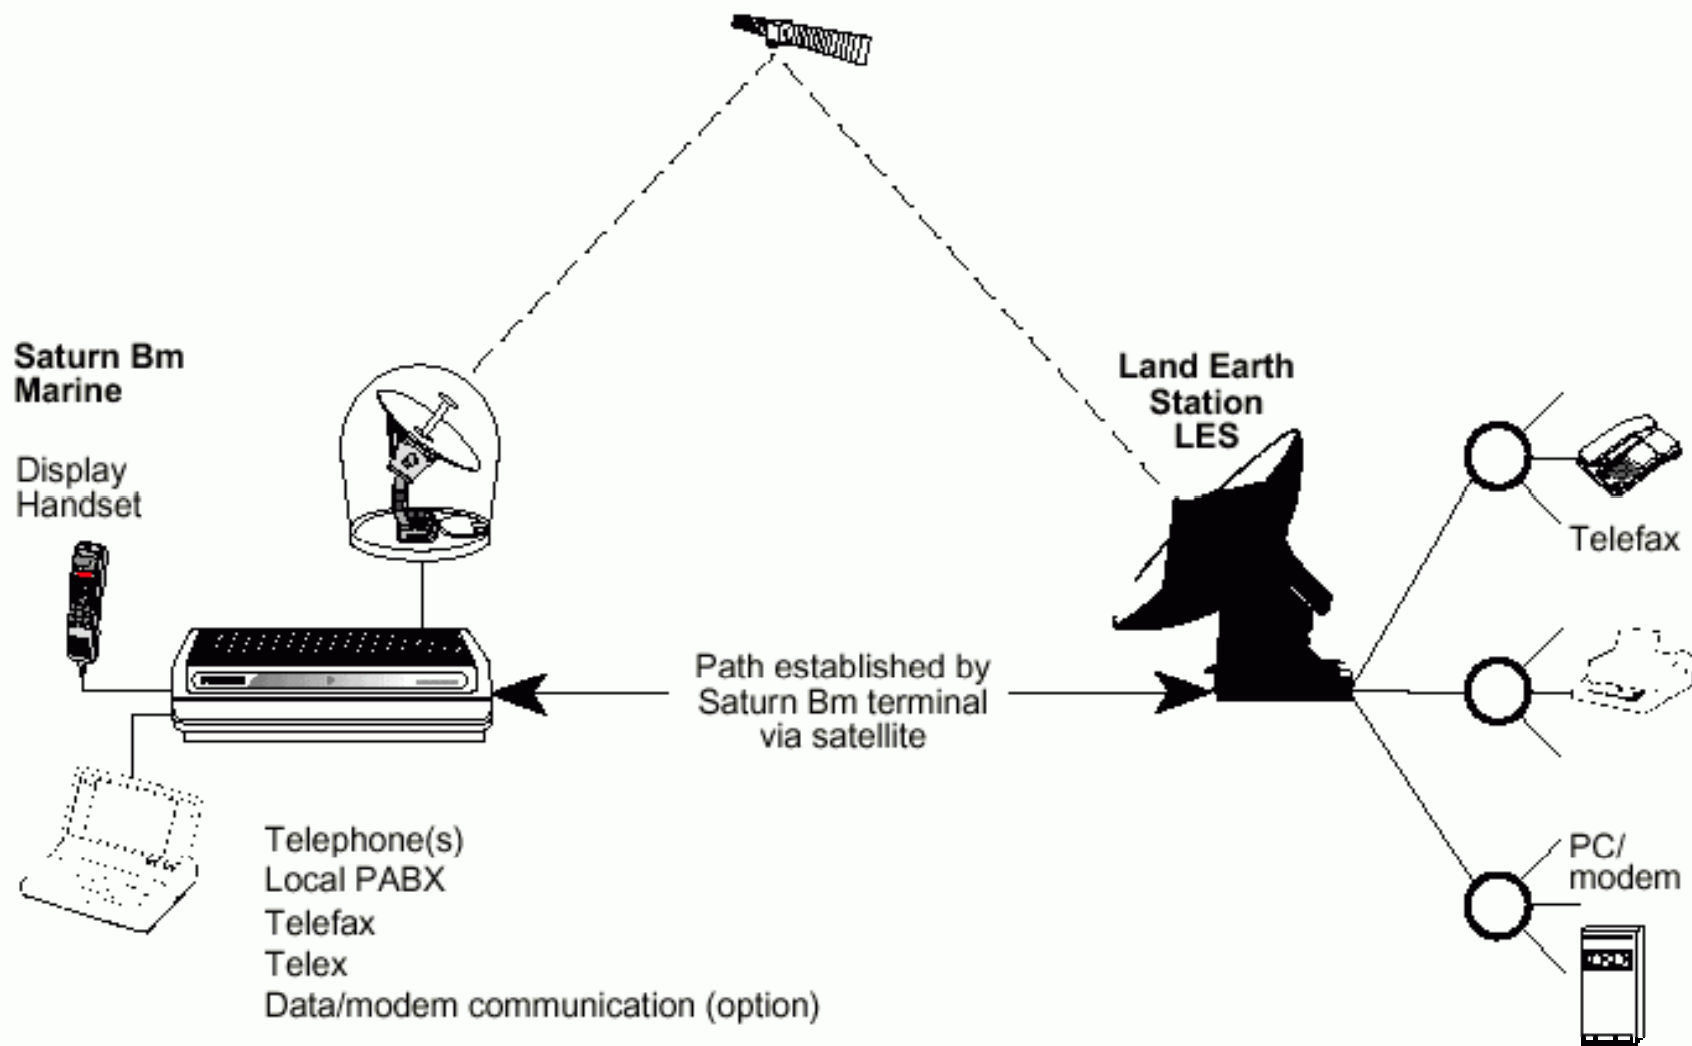 Saturn Bm
Marine
Display
Handset
Land Earth
Station
LES
Telefax
Path established by
Saturn Bm terminal
via satellite
PC/
modem
Telephone(s)
Local PABX
Telefax
Telex
Data/modem communication (option)